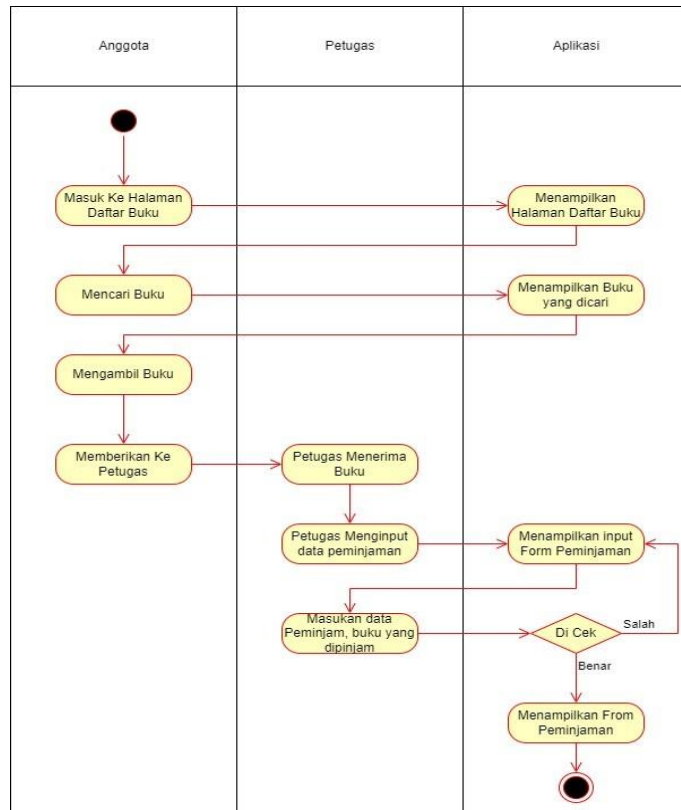 Anggota
Petugas
Aplikasi
Masuk Ke Halaman
Daftar Buku
Menampilkan
Halaman Daftar Buku
Mencari Buku
Menampilkan Buku
yang dicari
Mengambil Buku
Memberikan Ke
Petugas
Petugas Menerima
Buku
Petugas Menginput
data peminjaman
Menampilkan input
Form Peminjaman
Masukan data
Peminjam, buku yang
dipinjam
Di Cek
Salah
Benar
Menampilkan From
Peminjaman